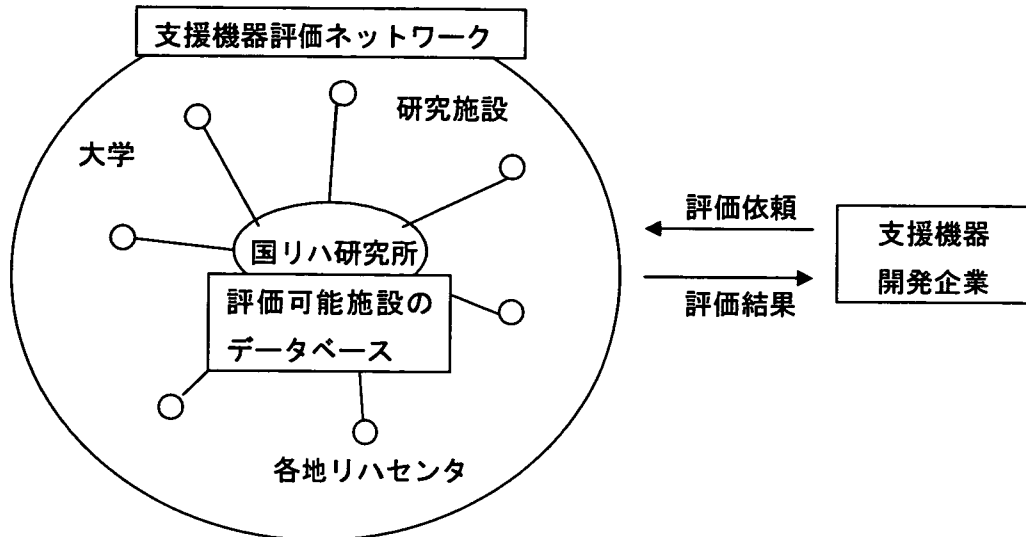 支援機器評価ネットワーク
研究施設
大学
国リハ研究所
評価可能施設の
データベース
各地リハセンタ
評価依頼
評価結果
支援機器
開発企業